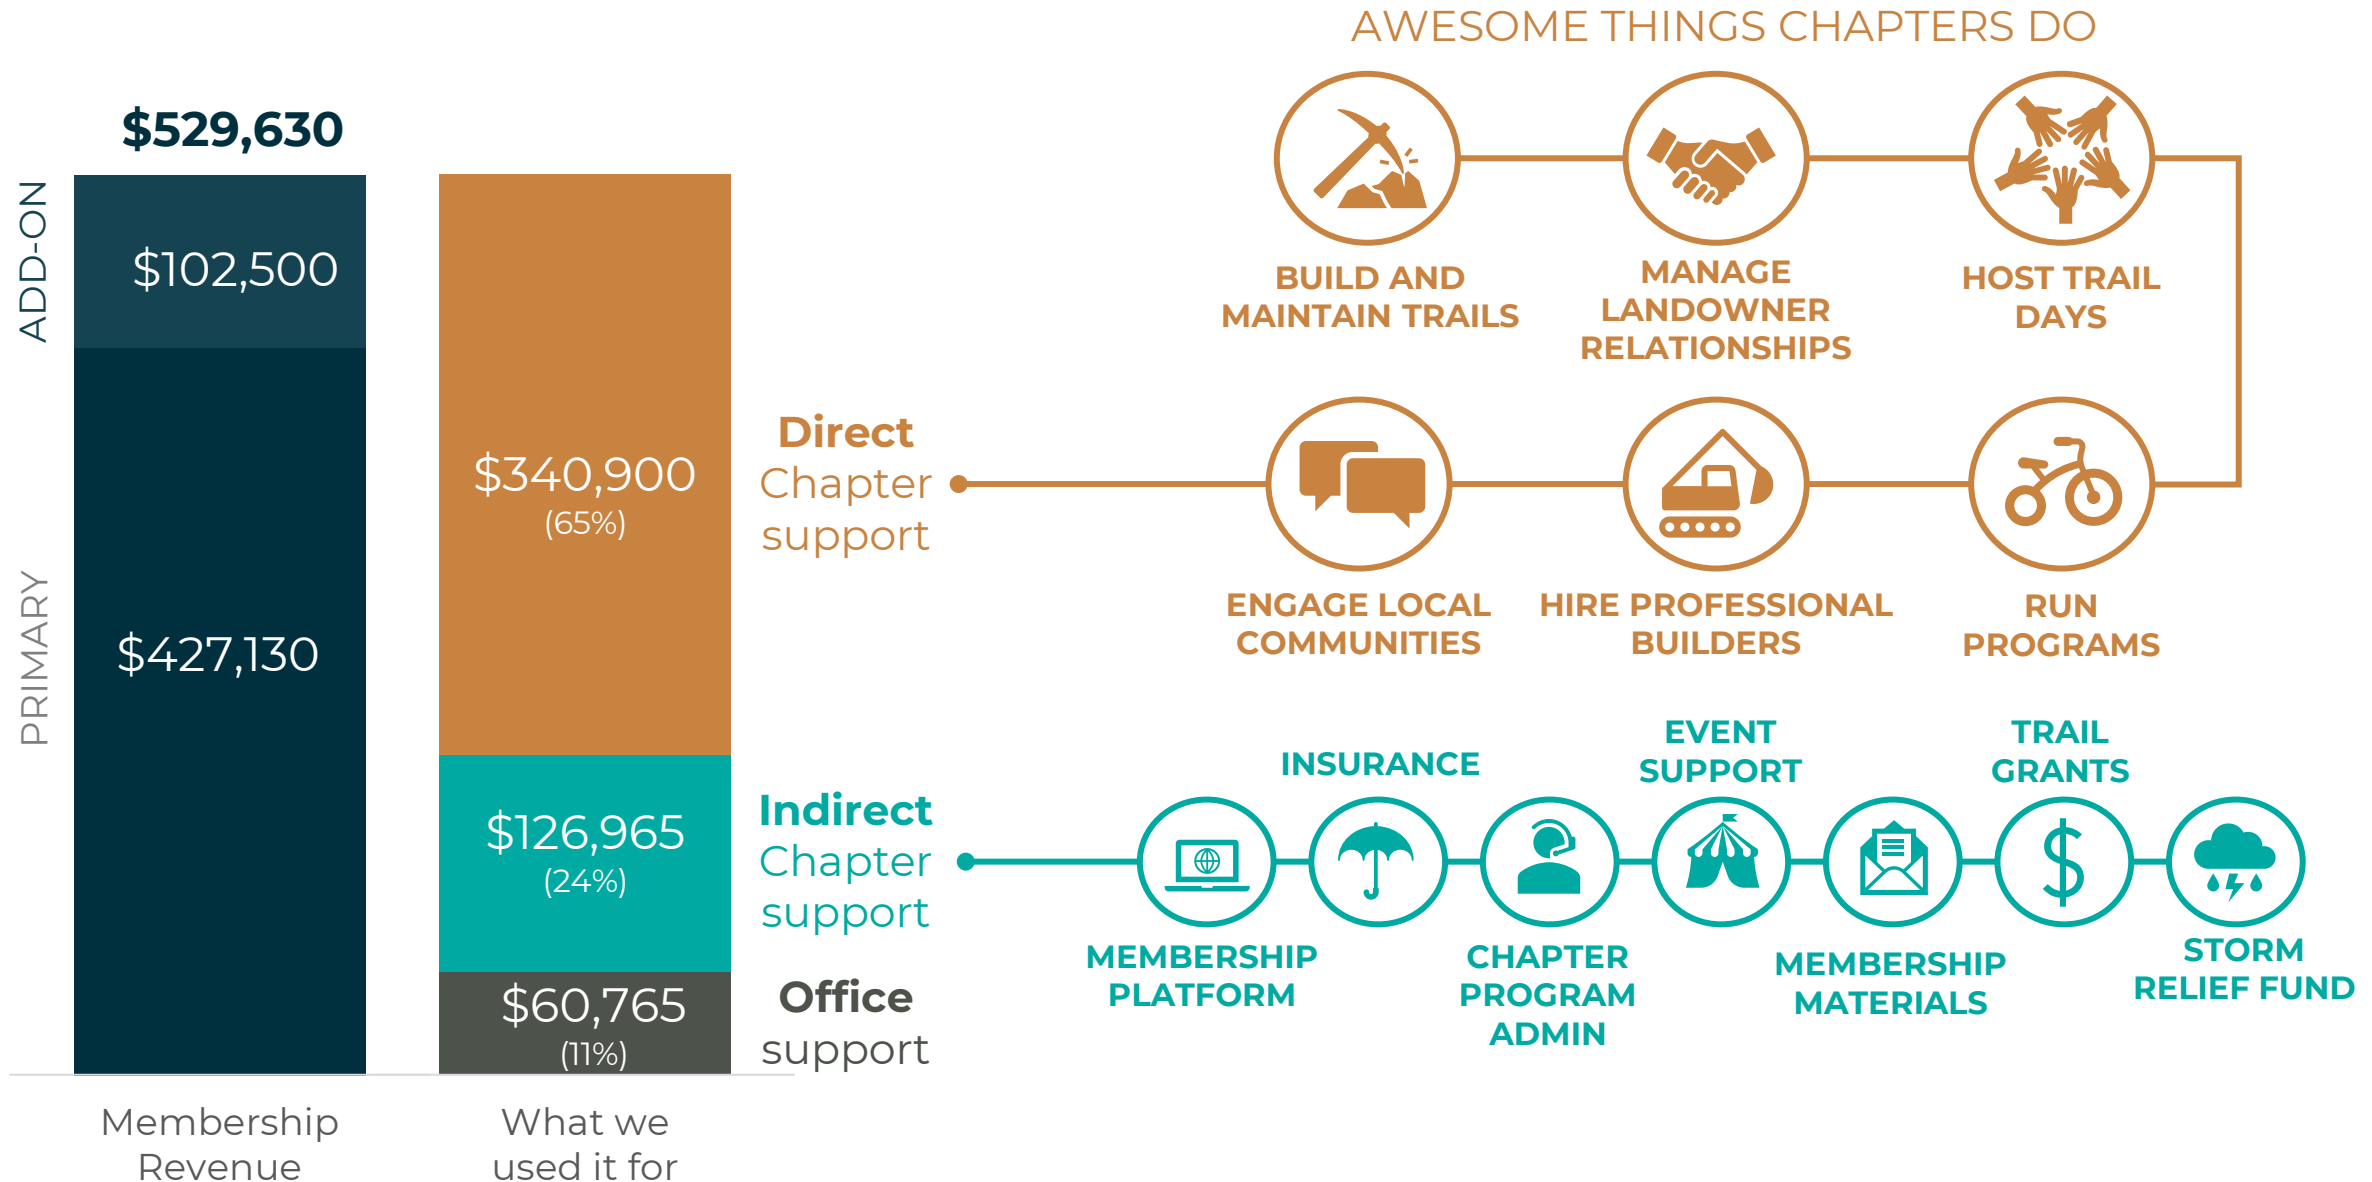 AWESOME THINGS CHAPTERS DO
$529,630
ADD-ON
$102,500
PRIMARY
$427,130
Membership
Revenue
$340,900
(65%)
$126,965
(24%)
$60,765
(11%)
What we
used it for
Direct
Chapter
support
BUILD AND
MAINTAIN TRAILS
MANAGE
LANDOWNER
RELATIONSHIPS
HOST TRAIL
DAYS
ENGAGE LOCAL
COMMUNITIES
HIRE PROFESSIONAL
BUILDERS
RUN
PROGRAMS
Indirect
Chapter
support
MEMBERSHIP
PLATFORM
INSURANCE
CHAPTER
PROGRAM
ADMIN
EVENT
SUPPORT
MEMBERSHIP
MATERIALS
TRAIL
GRANTS
STORM
RELIEF FUND
Office
support